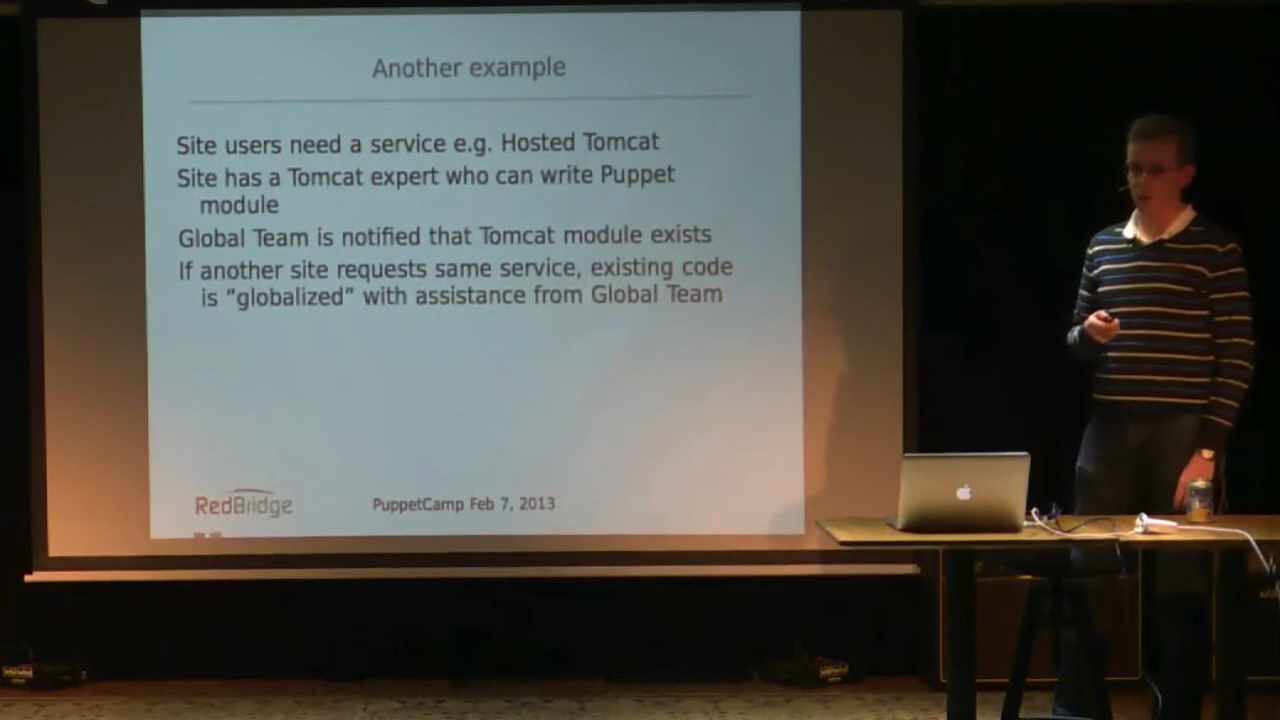 Another example
Site users need a service e.g. Hosted Tomcat
Site has a Tomcat expert who can write Puppet
module
Global Team is notified that Tomcat module exists
If another site requests same service, existing code
is "globalized" with assistance from Global Team
RedBridge
PuppetCamp Feb 7, 2013